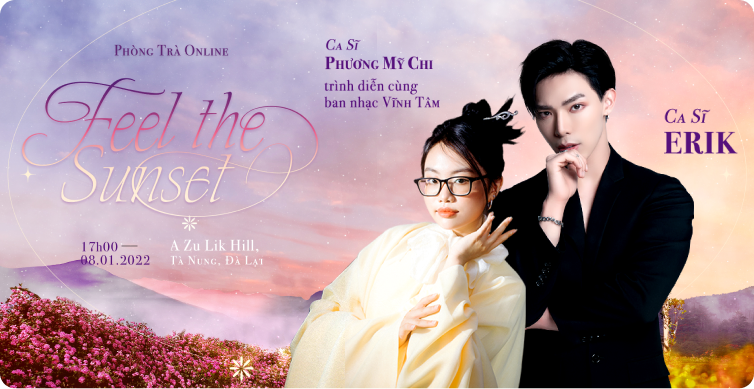 PHÒNG TRÀ ONLINE
Feel the
Sunset
17h00 —
08.01.2022
A ZU LIK HILL,
TÀ NUNG, ĐÀ LẠI
CA SĨ
PHƯƠNG MỸ CHI
trình diễn cùng
ban nhạc VĨNH TÂM
CA SĨ
ERIK